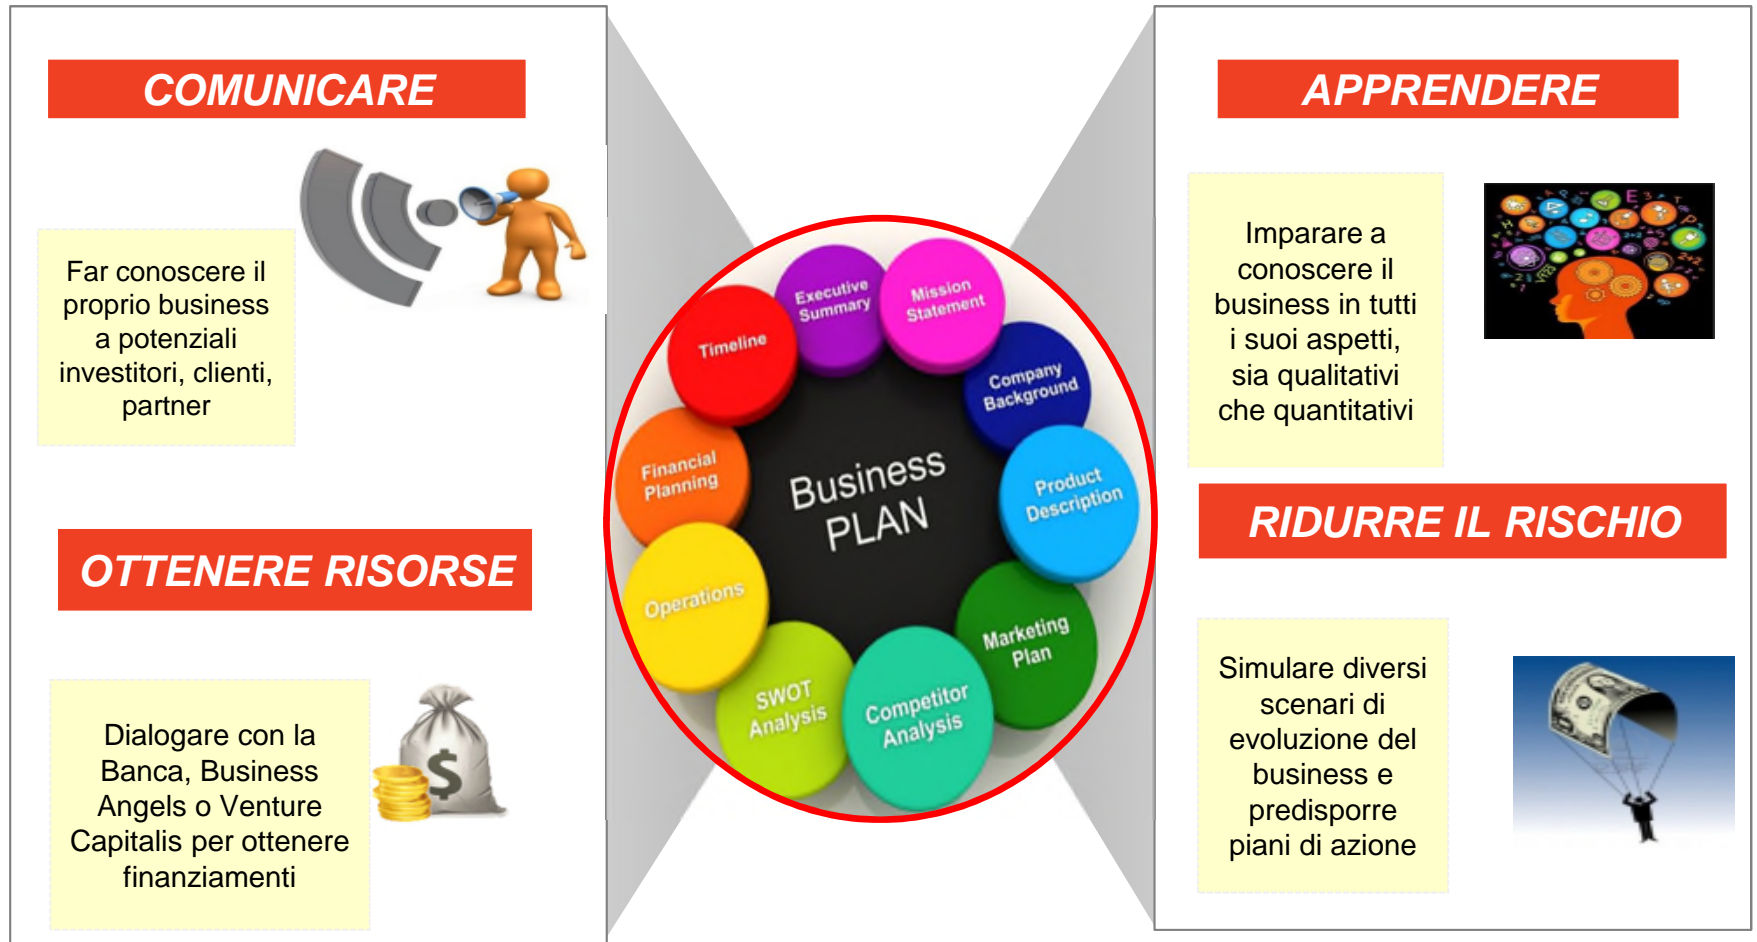 COMUNICARE
Far conoscere il
proprio business
a potenziali
investitori, clienti,
partner
OTTENERE RISORSE
Dialogare con la
Banca, Business
Angels o Venture
Capitalis per ottenere
finanziamenti
Business
PLAN
Executive
Summary
Mission
Statement
Company
Background
Product
Description
Marketing
Plan
Competitor
Analysis
SWOT
Analysis
Operations
Financial
Planning
Timeline
APPRENDERE
Imparare a
conoscere il
business in tutti
i suoi aspetti,
sia qualitativi
che quantitativi
RIDURRE IL RISCHIO
Simulare diversi
scenari di
evoluzione del
business e
predisporre
piani di azione
$